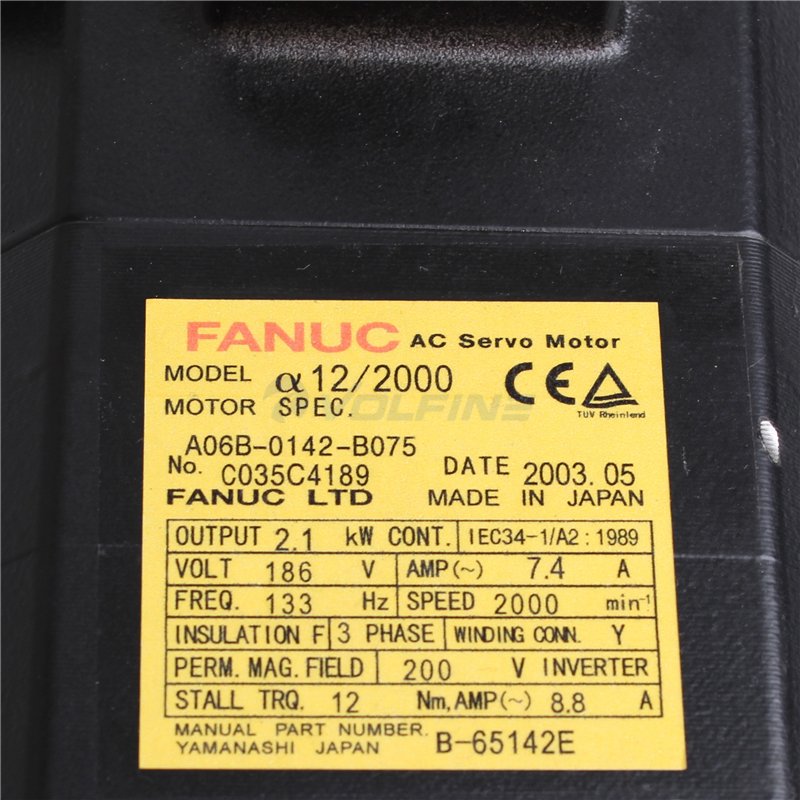 FANUC AC Servo Motor
MODEL α12/2000
MOTOR SPEC.
CE
TÜV Rheinland
VOLFINE
A06B-0142-B075
No. C035C4189
DATE 2003.05
FANUC LTD MADE IN JAPAN
OUTPUT 2.1 kW CONT. IEC34-1/A2:1989
VOLT 186 V AMP(~) 7.4 A
FREQ. 133 Hz SPEED 2000 min⁻¹
INSULATION F 3 PHASE WINDING CONN. Y
PERM. MAG. FIELD 200 V INVERTER
STALL TRQ. 12 Nm, AMP(~) 8.8 A
MANUAL PART NUMBER.
YAMANASHI JAPAN B-65142E